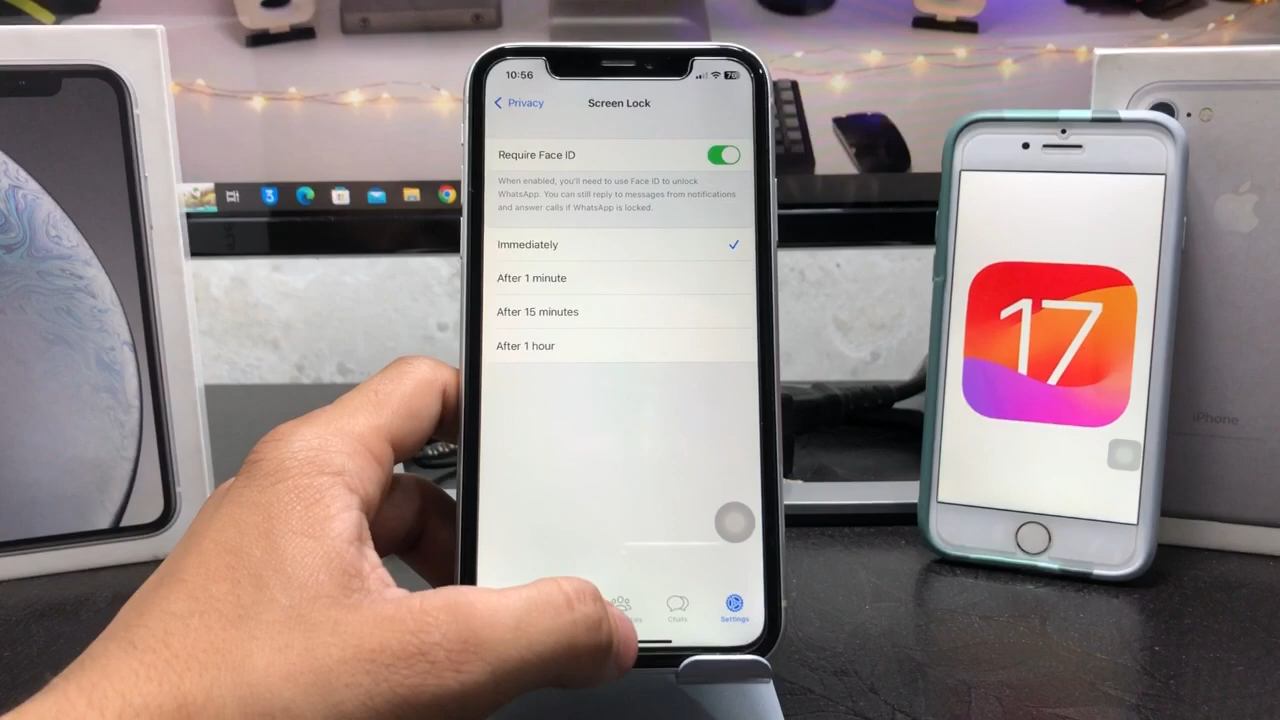 10:56
76
Privacy
Screen Lock
Require Face ID
When enabled, you'll need to use Face ID to unlock
WhatsApp. You can still reply to messages from notifications
and answer calls if WhatsApp is locked.
Immediately
After 1 minute
After 15 minutes
After 1 hour
Chats
Settings
17
iPhone